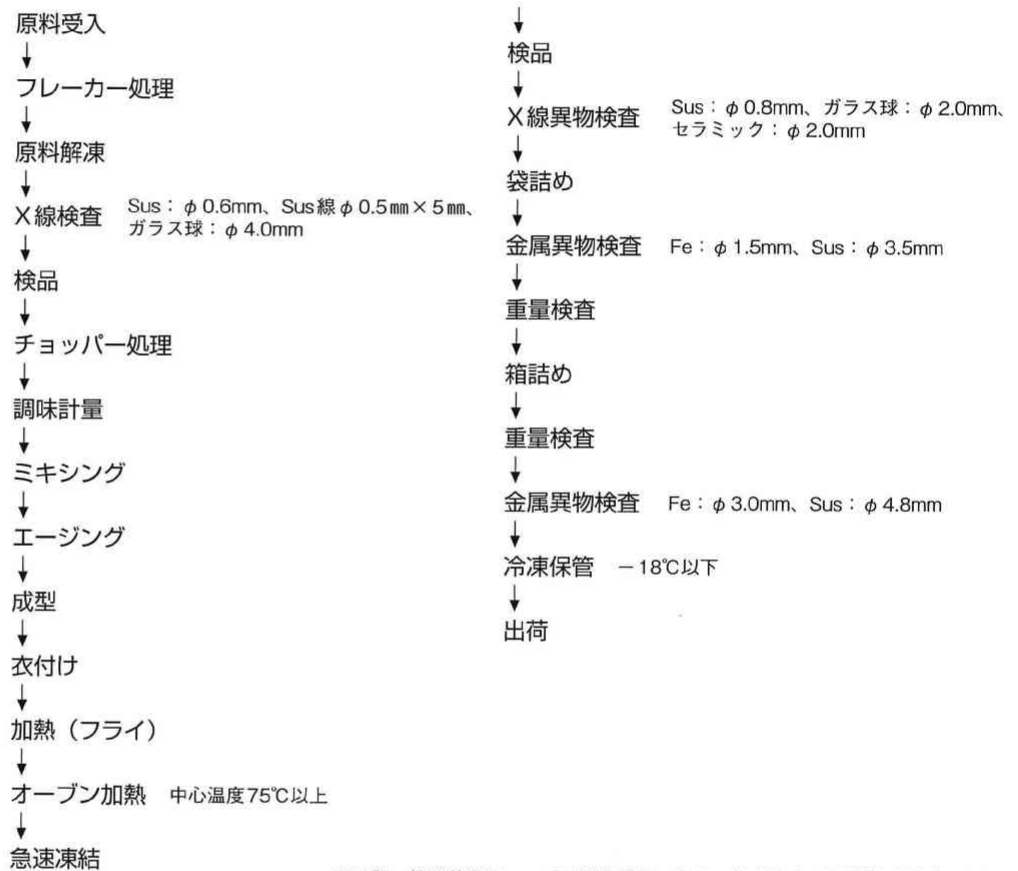 原料受入
↓
フレーカー処理
↓
原料解凍
↓
X線検査 Sus：φ0.6mm、Sus線φ0.5㎜×5㎜、
ガラス球：φ4.0mm
↓
検品
↓
チョッパー処理
↓
調味計量
↓
ミキシング
↓
エージング
↓
成型
↓
衣付け
↓
加熱（フライ）
↓
オーブン加熱 中心温度75℃以上
↓
急速凍結
↓
検品
↓
X線異物検査 Sus：φ0.8mm、ガラス球：φ2.0mm、
セラミック：φ2.0mm
↓
袋詰め
↓
金属異物検査 Fe：φ1.5mm、Sus：φ3.5mm
↓
重量検査
↓
箱詰め
↓
重量検査
↓
金属異物検査 Fe：φ3.0mm、Sus：φ4.8mm
↓
冷凍保管 －18℃以下
↓
出荷